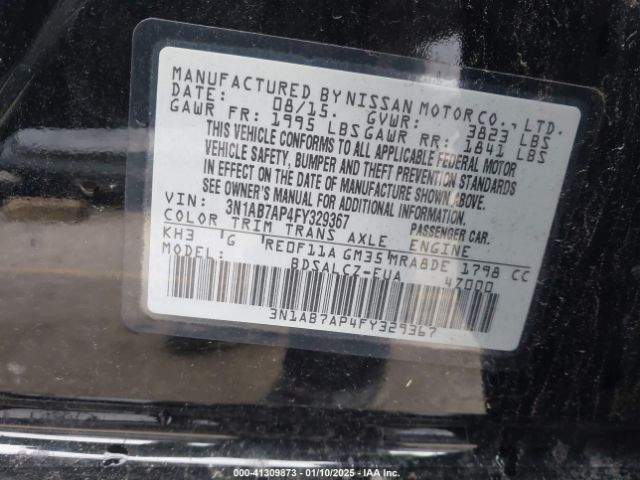 MANUFACTURED BY NISSAN MOTOR CO., LTD.
DATE: 08/15. GVWR: 3823 LBS
GAWR FR: 1995 LBS GAWR RR: 1841 LBS
THIS VEHICLE CONFORMS TO ALL APPLICABLE FEDERAL MOTOR
VEHICLE SAFETY, BUMPER AND THEFT PREVENTION STANDARDS
IN EFFECT ON THE DATE OF MANUFACTURE SHOWN ABOVE.
SEE OWNER'S MANUAL FOR ADDITIONAL INFORMATION.
VIN: 3N1AB7AP4FY329367 PASSENGER CAR.
COLOR TRIM TRANS AXLE ENGINE
KH3 G RE0F11A GM35 MRA8DE 1798 CC
MODEL: BDSALCZ-EUA 4Z000
3N1AB7AP4FY329367
000-41309873 - 01/10/2025 - IAA Inc.